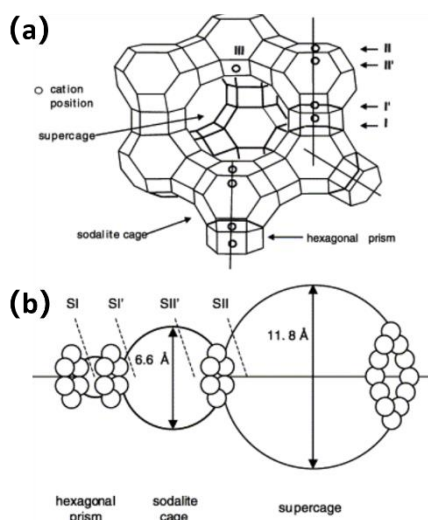 (a)
III
II
II'
I'
I
cation
position
supercage
sodalite cage
hexagonal prism
(b)
SI SI' SII' SII
6.6 Å
11.8 Å
hexagonal
prism
sodalite
cage
supercage